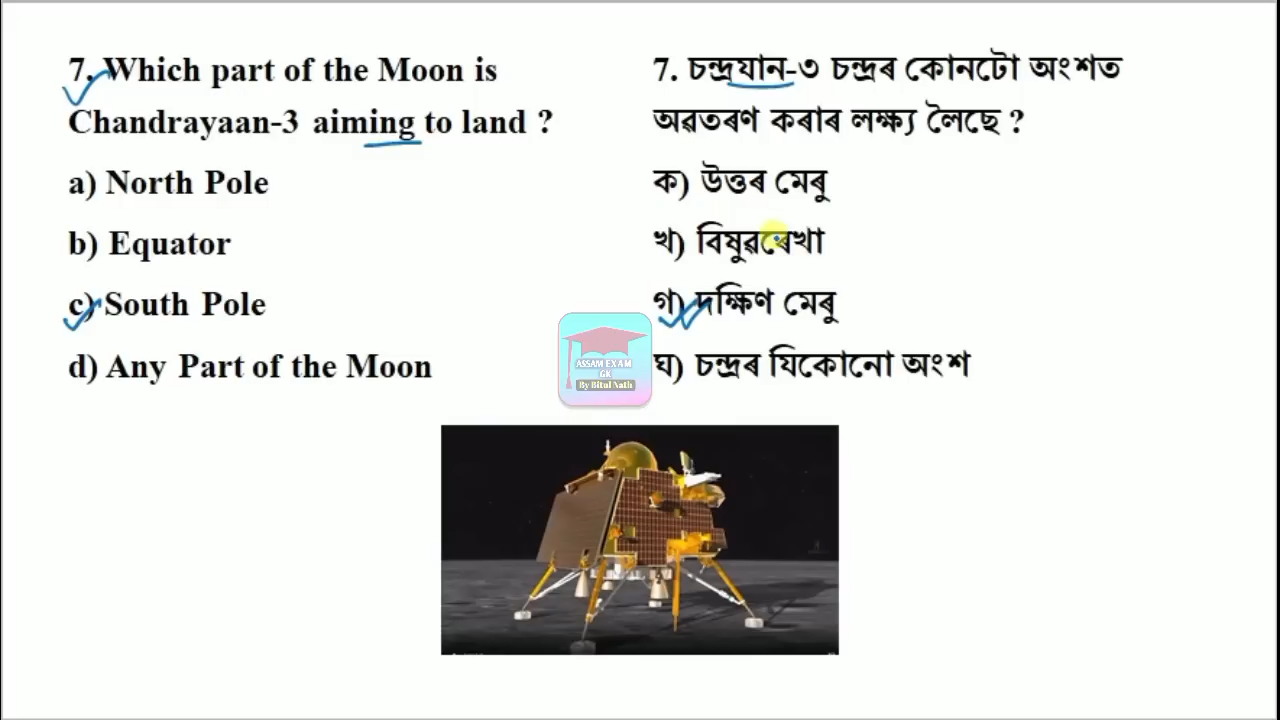 7. Which part of the Moon is
Chandrayaan-3 aiming to land ?
a) North Pole
b) Equator
c) South Pole
d) Any Part of the Moon
7. চন্দ্ৰযান-৩ চন্দ্ৰৰ কোনটো অংশত
অৱতৰণ কৰাৰ লক্ষ্য লৈছে ?
ক) উত্তৰ মেৰু
খ) বিষুৱৰেখা
গ) দক্ষিণ মেৰু
ঘ) চন্দ্ৰৰ যিকোনো অংশ
ASSAM EXAM
GK
By Bitul Nath